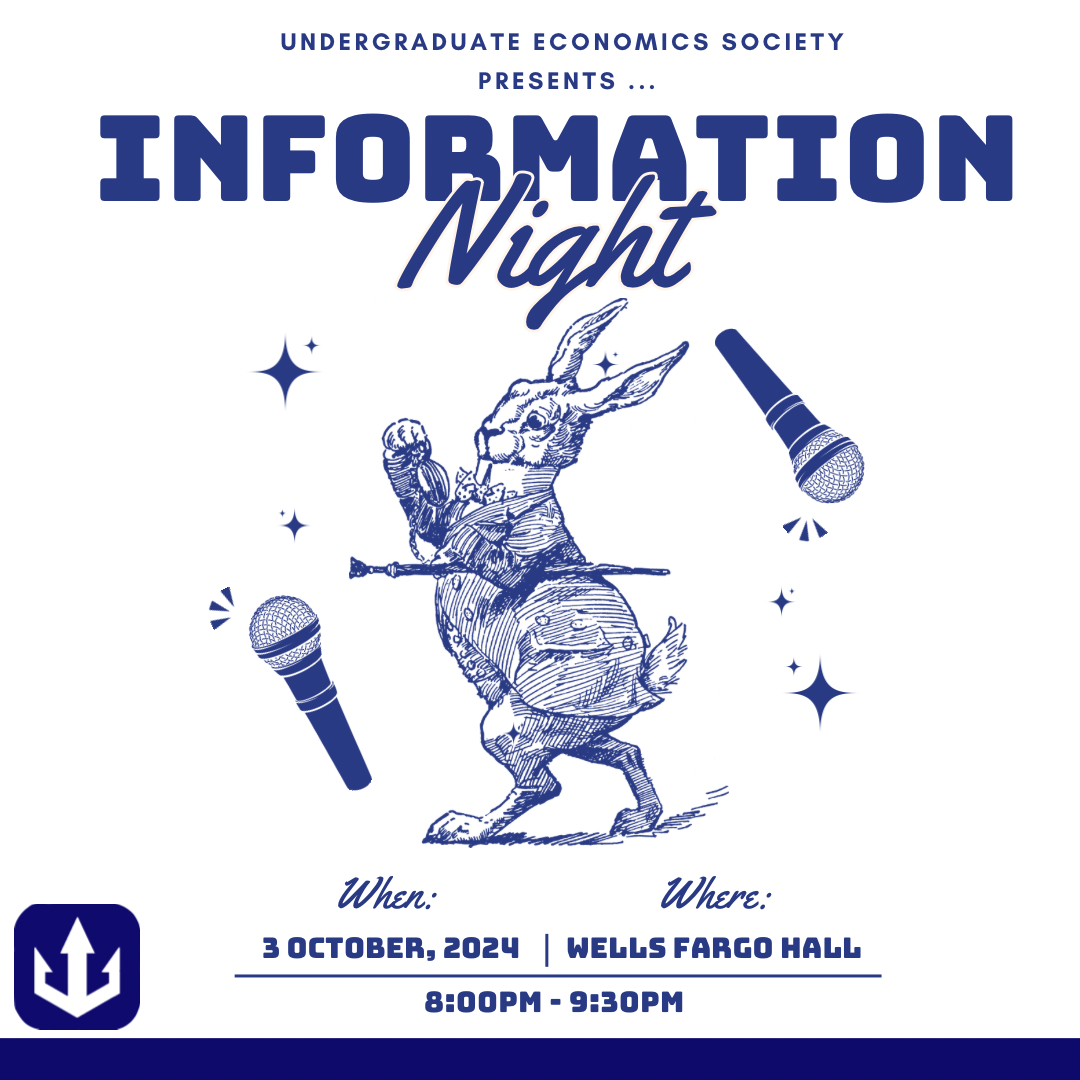 UNDERGRADUATE ECONOMICS SOCIETY
PRESENTS ...
INFORMATION
Night
When:
Where:
3 OCTOBER, 2024 | WELLS FARGO HALL
8:00PM - 9:30PM